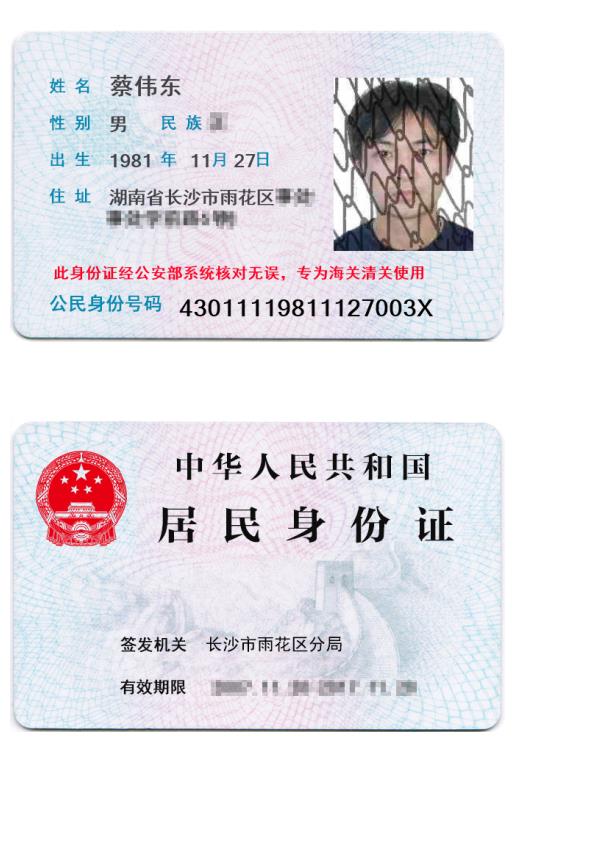 姓 名 蔡伟东
性 别 男 民 族
出 生 1981 年 11月 27日
住 址 湖南省长沙市雨花区
此身份证经公安部系统核对无误，专为海关清关使用
公民身份号码 43011119811127003X
中华人民共和国
居民身份证
签发机关 长沙市雨花区分局
有效期限